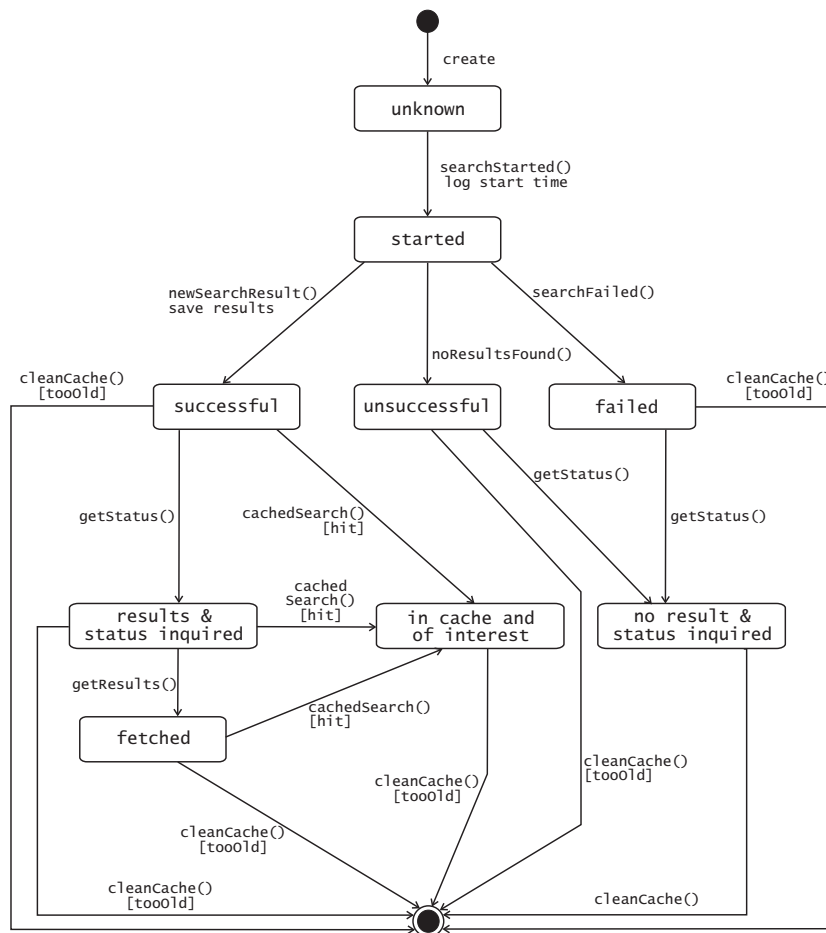 create
unknown
searchStarted()
log start time
started
newSearchResult()
save results
searchFailed()
noResultsFound()
cleanCache()
[tooOld]
cleanCache()
[tooOld]
successful
unsuccessful
failed
getStatus()
cachedSearch()
[hit]
getStatus()
getStatus()
cached
Search()
[hit]
results &
status inquired
in cache and
of interest
no result &
status inquired
getResults()
cachedSearch()
[hit]
fetched
cleanCache()
[tooOld]
cleanCache()
[tooOld]
cleanCache()
[tooOld]
cleanCache()
[tooOld]
cleanCache()